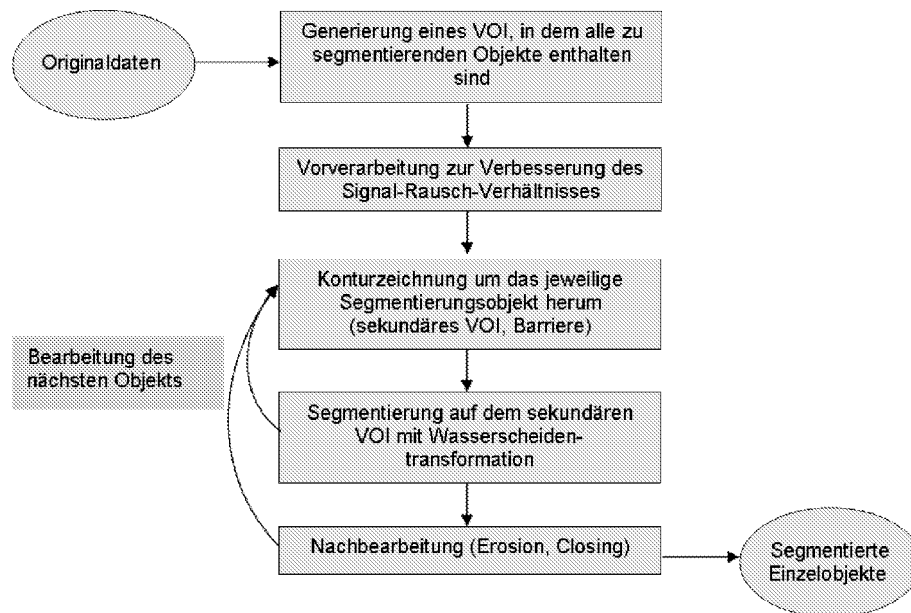 Originaldaten
Generierung eines VOI, in dem alle zu
segmentierenden Objekte enthalten
sind
Vorverarbeitung zur Verbesserung des
Signal-Rausch-Verhältnisses
Konturzeichnung um das jeweilige
Segmentierungsobjekt herum
(sekundäres VOI, Barriere)
Bearbeitung des
nächsten Objekts
Segmentierung auf dem sekundären
VOI mit Wasserscheiden-
transformation
Nachbearbeitung (Erosion, Closing)
Segmentierte
Einzelobjekte